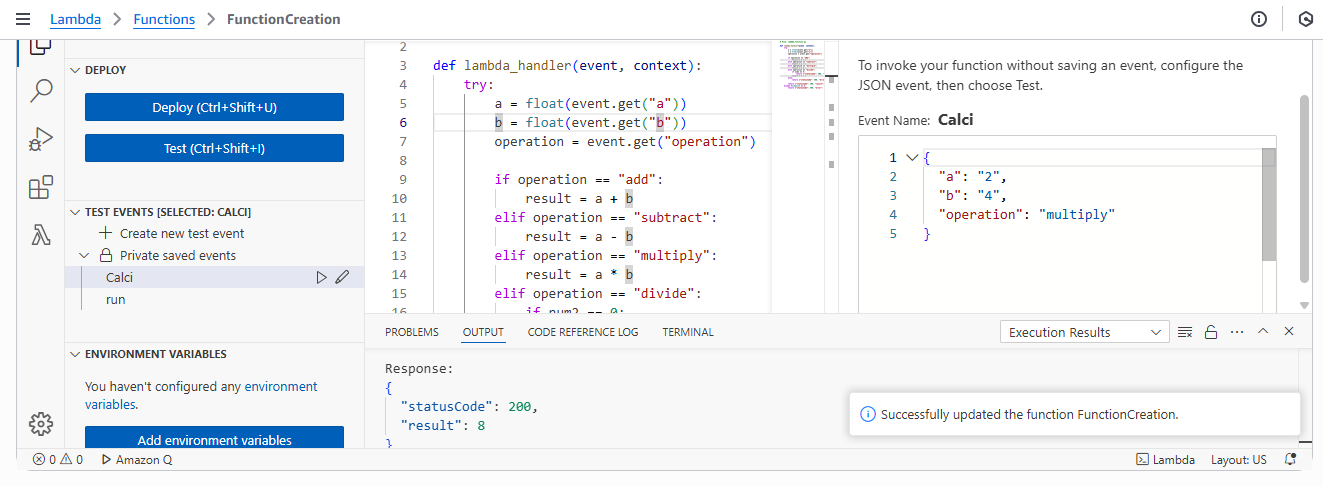 Lambda > Functions > FunctionCreation
DEPLOY
Deploy (Ctrl+Shift+U)
Test (Ctrl+Shift+I)
TEST EVENTS [SELECTED: CALCI]
Create new test event
Private saved events
Calci
run
ENVIRONMENT VARIABLES
You haven't configured any environment
variables.
Add environment variables
2
3 def lambda_handler(event, context):
4 try:
5 a = float(event.get("a"))
6 b = float(event.get("b"))
7 operation = event.get("operation")
8
9 if operation == "add":
10 result = a + b
11 elif operation == "subtract":
12 result = a - b
13 elif operation == "multiply":
14 result = a * b
15 elif operation == "divide":
16 if num2 == 0:
To invoke your function without saving an event, configure the
JSON event, then choose Test.
Event Name: Calci
1 {
2 "a": "2",
3 "b": "4",
4 "operation": "multiply"
5 }
PROBLEMS OUTPUT CODE REFERENCE LOG TERMINAL Execution Results
Response:
{
"statusCode": 200,
"result": 8
}
Successfully updated the function FunctionCreation.
0 0 Amazon Q Lambda Layout: US